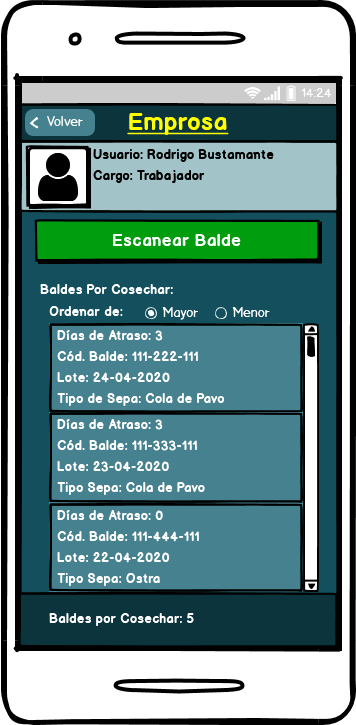 14:24
Volver
Emprosa
Usuario: Rodrigo Bustamante
Cargo: Trabajador
Escanear Balde
Baldes Por Cosechar:
Ordenar de: Mayor Menor
Días de Atraso: 3
Cód. Balde: 111-222-111
Lote: 24-04-2020
Tipo de Sepa: Cola de Pavo
Días de Atraso: 3
Cód. Balde: 111-333-111
Lote: 23-04-2020
Tipo Sepa: Cola de Pavo
Días de Atraso: 0
Cód. Balde: 111-444-111
Lote: 22-04-2020
Tipo Sepa: Ostra
Baldes por Cosechar: 5